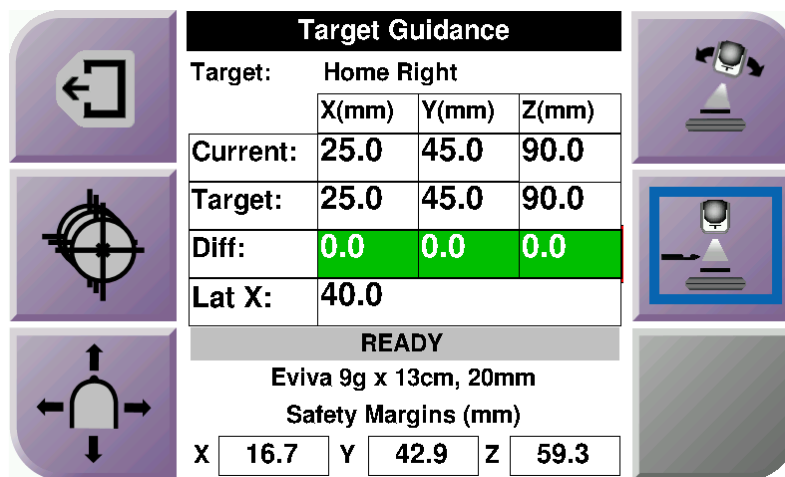 Target Guidance
Target: Home Right
X(mm) Y(mm) Z(mm)
Current: 25.0 45.0 90.0
Target: 25.0 45.0 90.0
Diff: 0.0 0.0 0.0
Lat X: 40.0
READY
Eviva 9g x 13cm, 20mm
Safety Margins (mm)
X 16.7 Y 42.9 Z 59.3